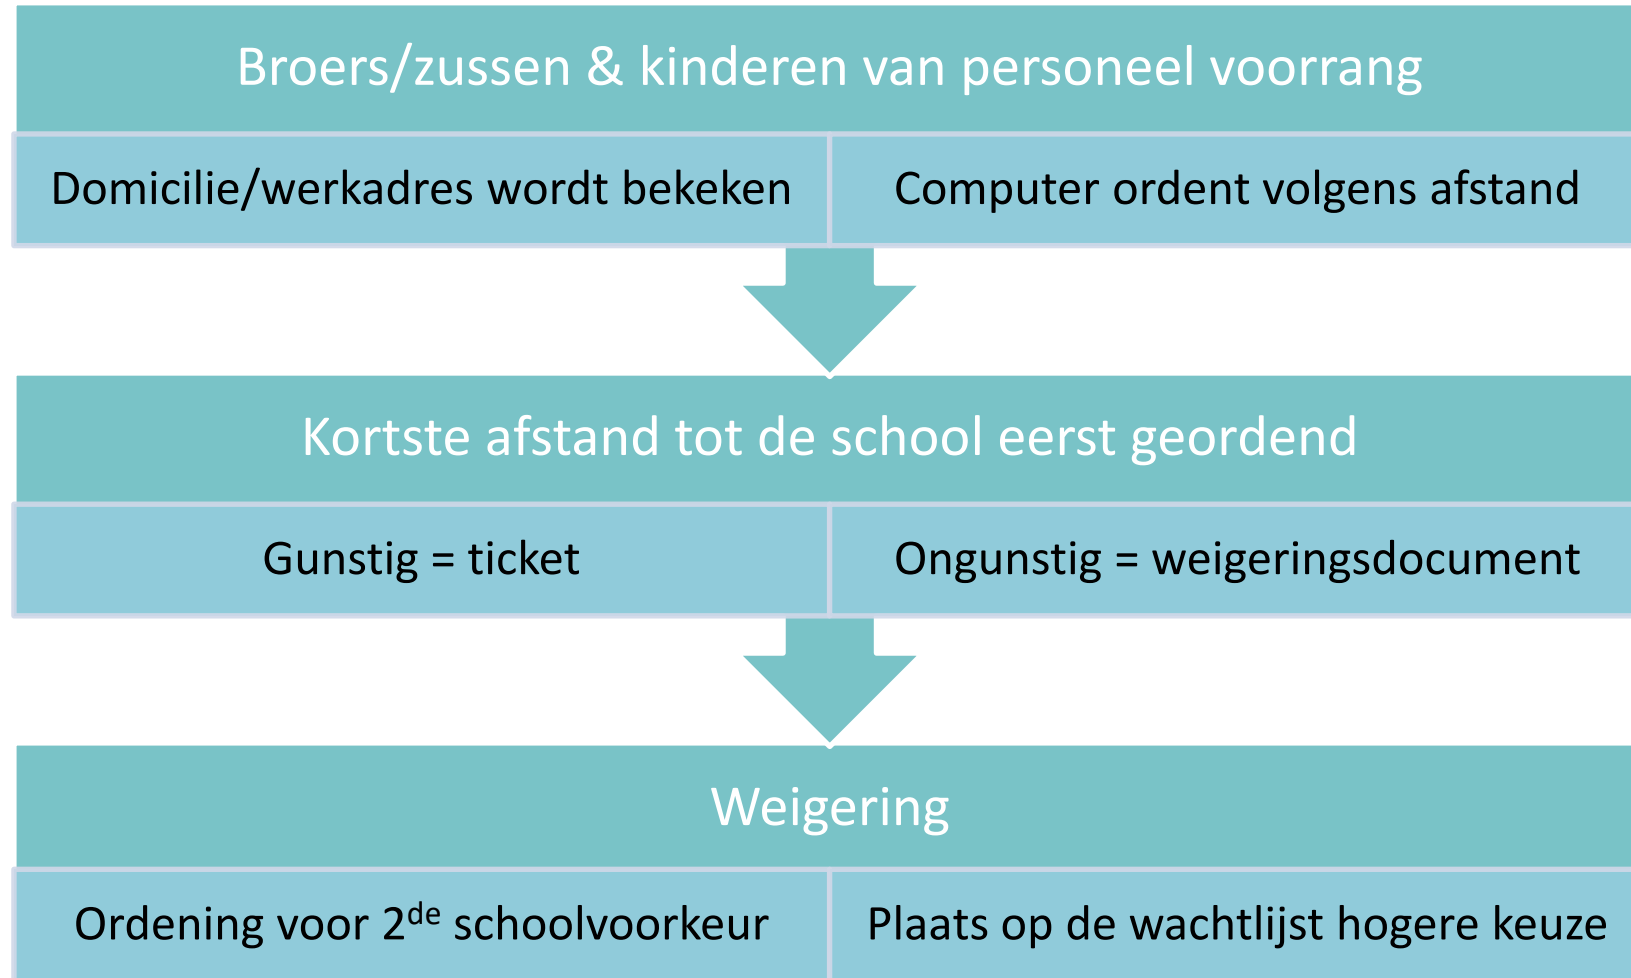 Broers/zussen & kinderen van personeel voorrang
Domicilie/werkadres wordt bekeken
Computer ordent volgens afstand
Kortste afstand tot de school eerst geordend
Gunstig = ticket
Ongunstig = weigeringsdocument
Weigering
Ordening voor 2de schoolvoorkeur
Plaats op de wachtlijst hogere keuze